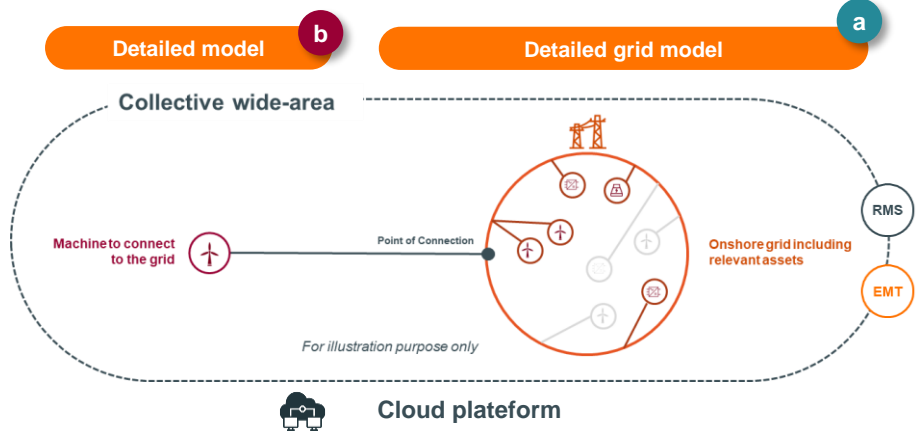 a
b
Detailed model
Detailed grid model
Collective wide-area
RMS
Machine to connect
to the grid
Point of Connection
Onshore grid including
relevant assets
EMT
For illustration purpose only
Cloud plateform